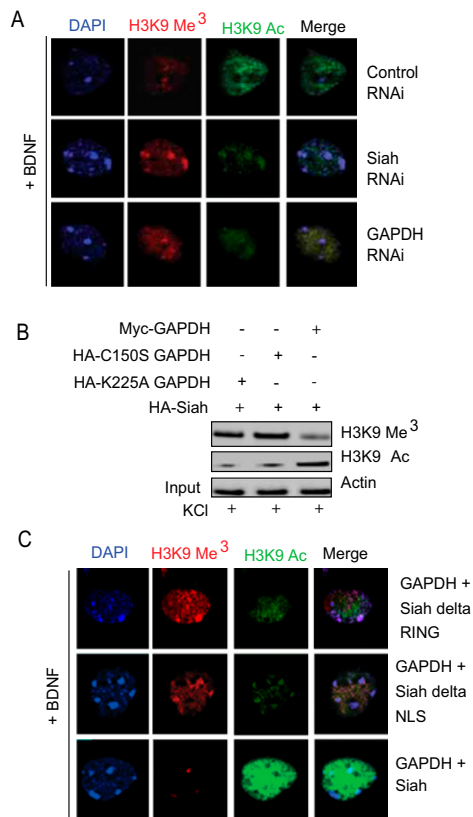 A
DAPI H3K9 Me3 H3K9 Ac Merge
+ BDNF
Control
RNAi
Siah
RNAi
GAPDH
RNAi
B
Myc-GAPDH - - +
HA-C150S GAPDH - + -
HA-K225A GAPDH + - -
HA-Siah + + +
H3K9 Me3
H3K9 Ac
Input Actin
KCl + + +
C
DAPI H3K9 Me3 H3K9 Ac Merge
+ BDNF
GAPDH +
Siah delta
RING
GAPDH +
Siah delta
NLS
GAPDH +
Siah